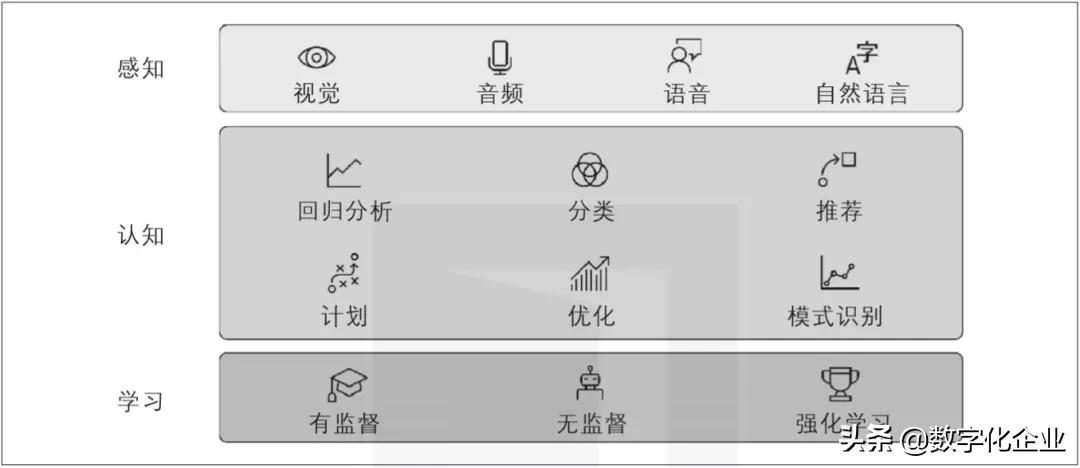 感知
视觉 音频 语音 自然语言
A字
认知
回归分析 分类 推荐
计划 优化 模式识别
学习
有监督 无监督 强化学习
头条 @数字化企业